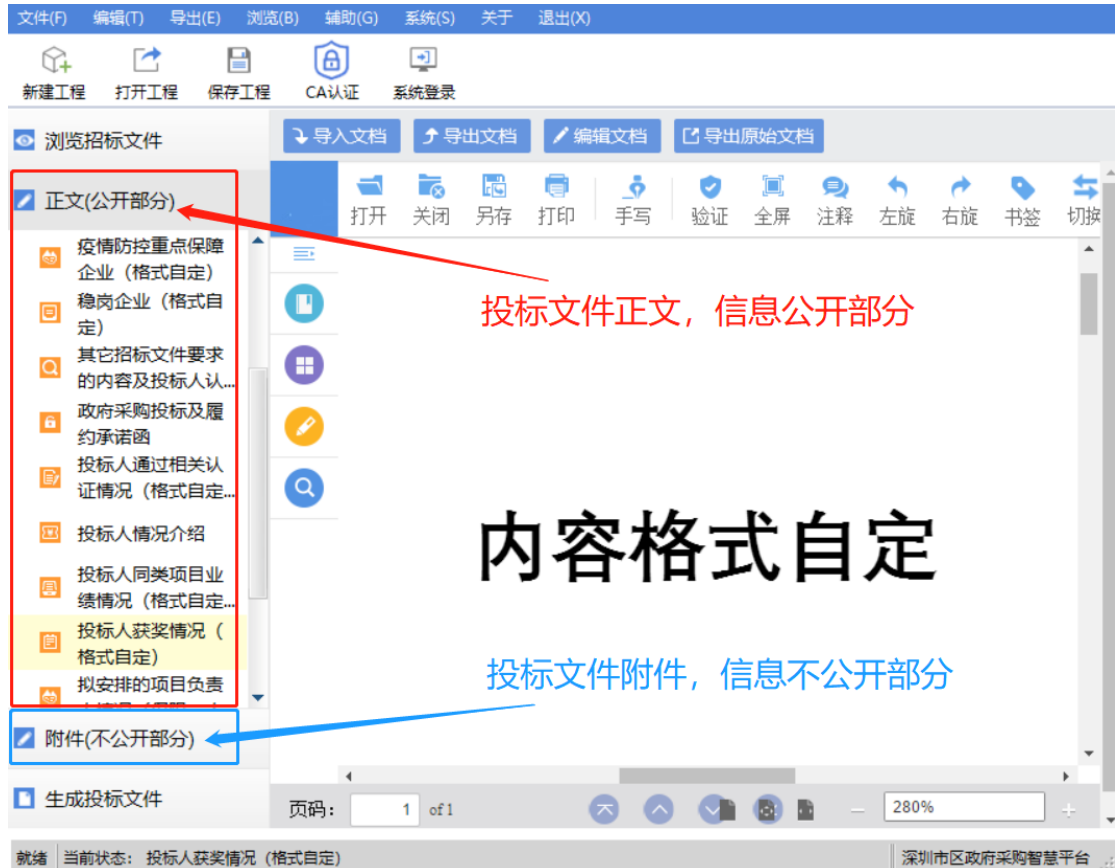 文件(F) 编辑(T) 导出(E) 浏览(B) 辅助(G) 系统(S) 关于 退出(X)
新建工程 打开工程 保存工程 CA认证 系统登录
浏览招标文件
导入文档 导出文档 编辑文档 导出原始文档
正文(公开部分)
打开 关闭 另存 打印 手写 验证 全屏 注释 左旋 右旋 书签 切换
疫情防控重点保障
企业（格式自定）
稳岗企业（格式自
定）
其它招标文件要求
的内容及投标人认...
政府采购投标及履
约承诺函
投标人通过相关认
证情况（格式自定...
投标人情况介绍
投标人同类项目业
绩情况（格式自定...
投标人获奖情况（
格式自定）
拟安排的项目负责
投标文件正文，信息公开部分
内容格式自定
投标文件附件，信息不公开部分
附件(不公开部分)
生成投标文件
页码： 1 of 1 280%
就绪 当前状态： 投标人获奖情况（格式自定） 深圳市区政府采购智慧平台